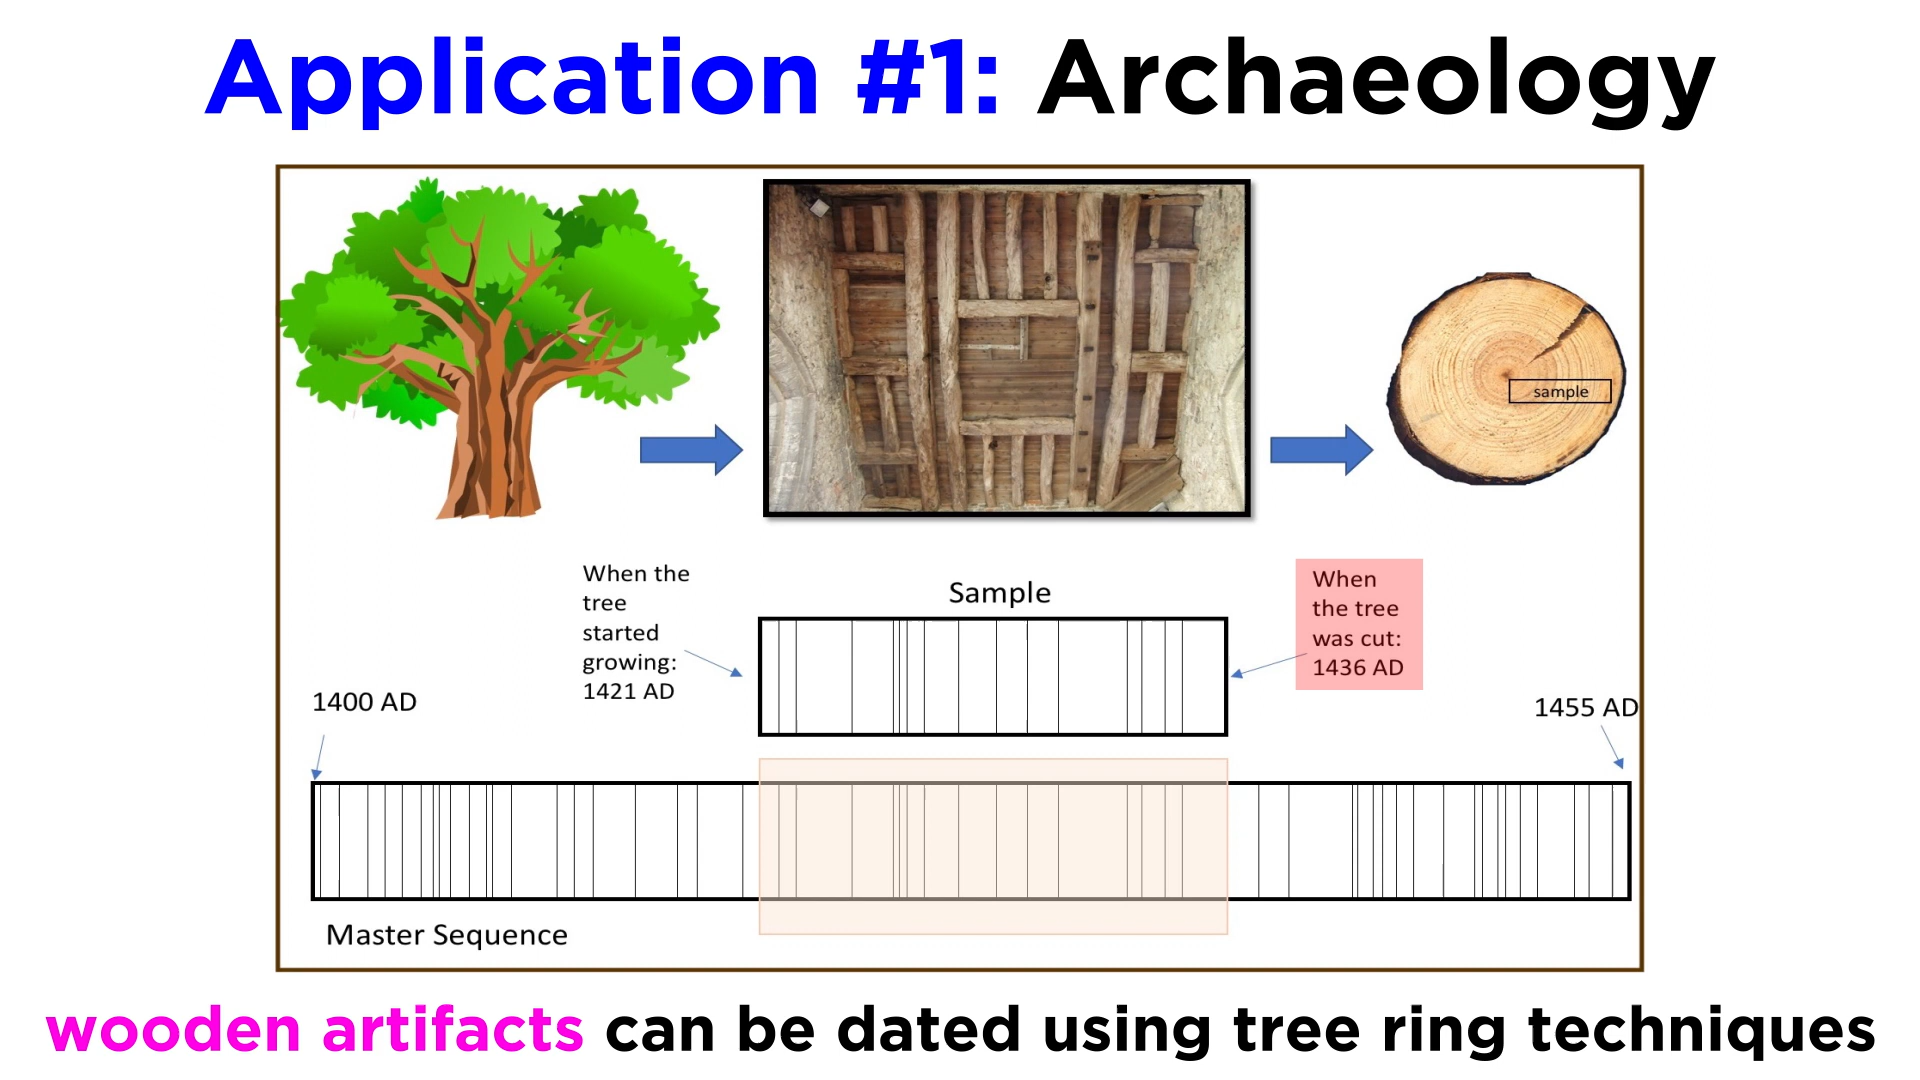 Application #1: Archaeology
sample
When the
tree
started
growing:
1421 AD
Sample
When
the tree
was cut:
1436 AD
1400 AD
1455 AD
Master Sequence
wooden artifacts can be dated using tree ring techniques